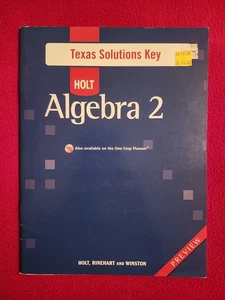 Texas Solutions Key
HOLT
Algebra 2
Also available on the One-Stop Planner®
HOLT, RINEHART AND WINSTON
PREVIEW